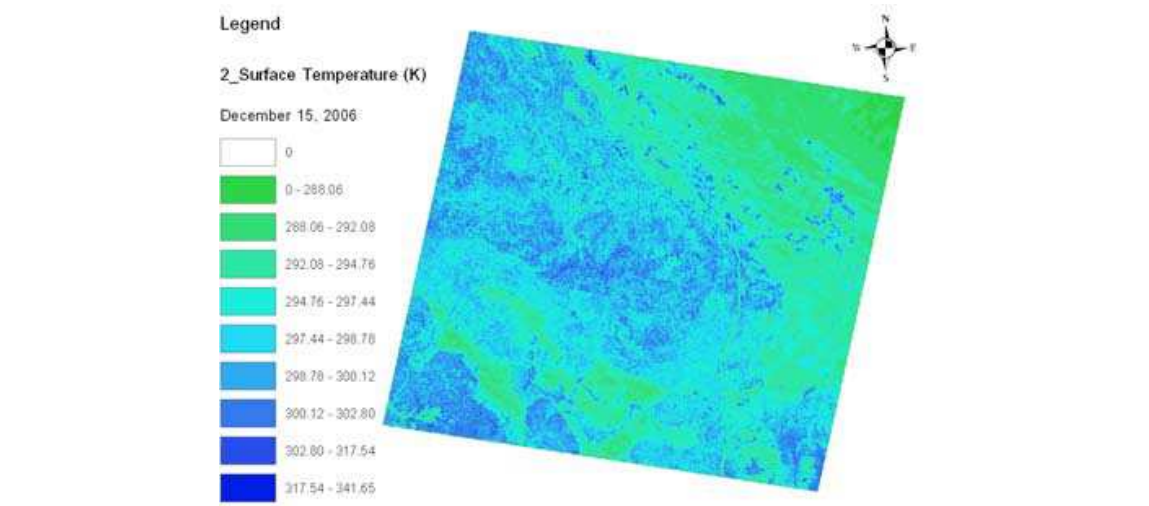 Legend
N
W E
S
2_Surface Temperature (K)
December 15, 2006
0
0 - 288.06
288.06 - 292.08
292.08 - 294.76
294.76 - 297.44
297.44 - 298.78
298.78 - 300.12
300.12 - 302.80
302.80 - 317.54
317.54 - 341.65